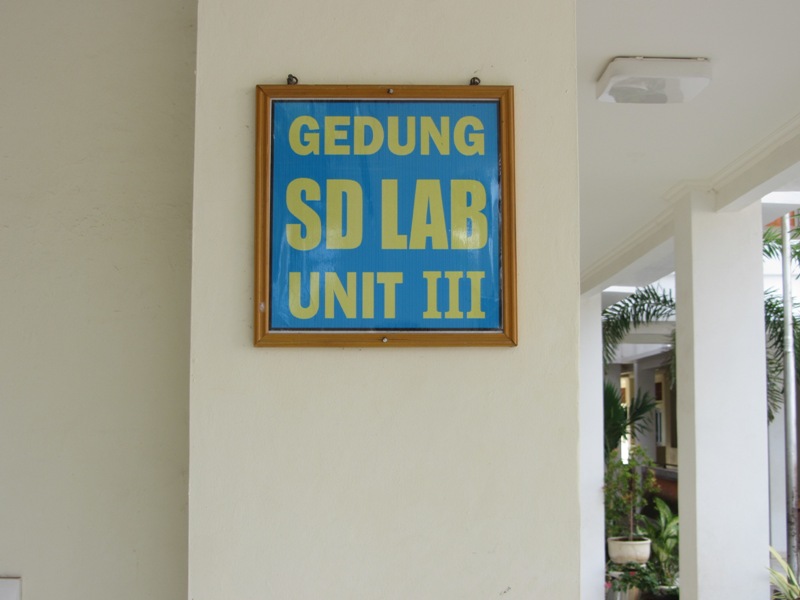 GEDUNG
SD LAB
UNIT III